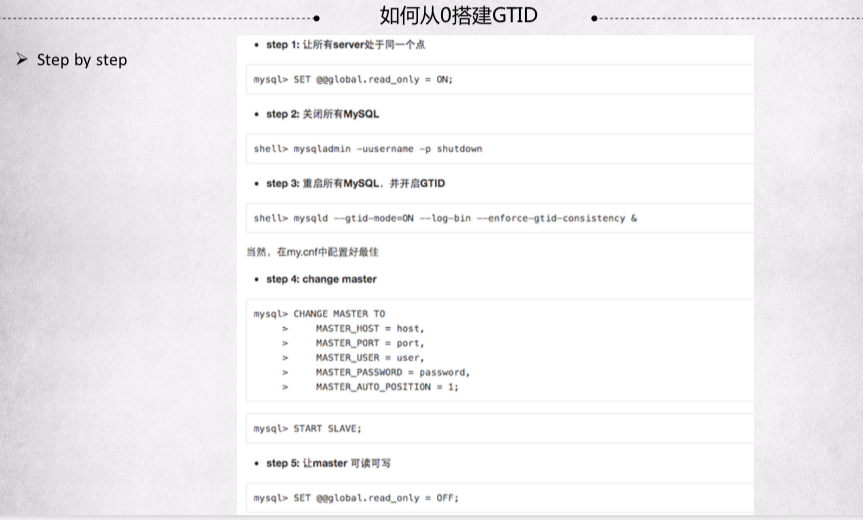 如何从0搭建GTID
Step by step
step 1: 让所有server处于同一个点
mysql> SET @@global.read_only = ON;
step 2: 关闭所有MySQL
shell> mysqladmin -uusername -p shutdown
step 3: 重启所有MySQL，并开启GTID
shell> mysqld --gtid-mode=ON --log-bin --enforce-gtid-consistency &
当然，在my.cnf中配置好最佳
step 4: change master
mysql> CHANGE MASTER TO
> MASTER_HOST = host,
> MASTER_PORT = port,
> MASTER_USER = user,
> MASTER_PASSWORD = password,
> MASTER_AUTO_POSITION = 1;
mysql> START SLAVE;
step 5: 让master 可读可写
mysql> SET @@global.read_only = OFF;